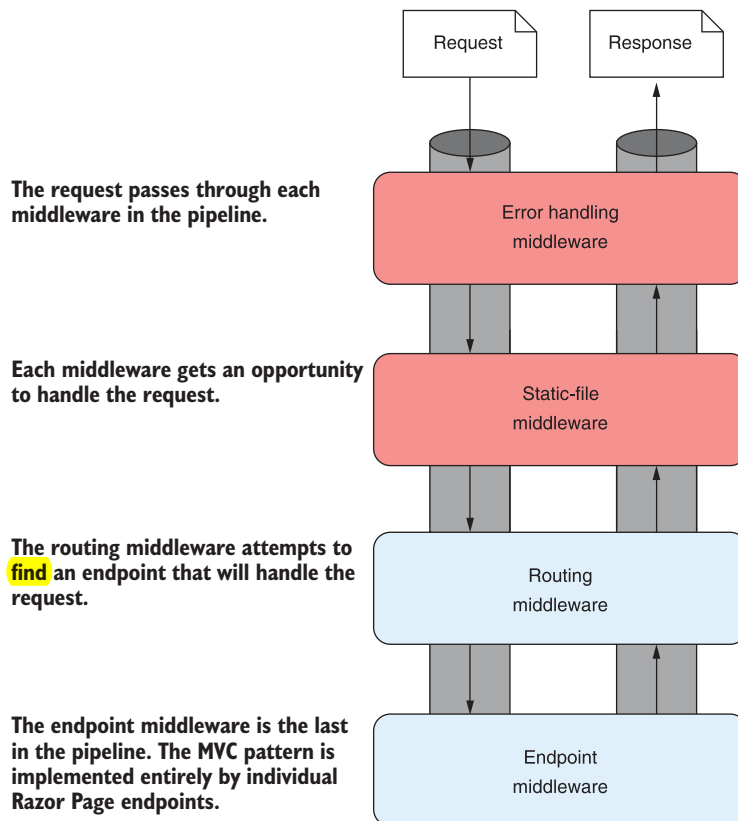 Request
Response
The request passes through each
middleware in the pipeline.
Error handling
middleware
Each middleware gets an opportunity
to handle the request.
Static-file
middleware
The routing middleware attempts to
find an endpoint that will handle the
request.
Routing
middleware
The endpoint middleware is the last
in the pipeline. The MVC pattern is
implemented entirely by individual
Razor Page endpoints.
Endpoint
middleware